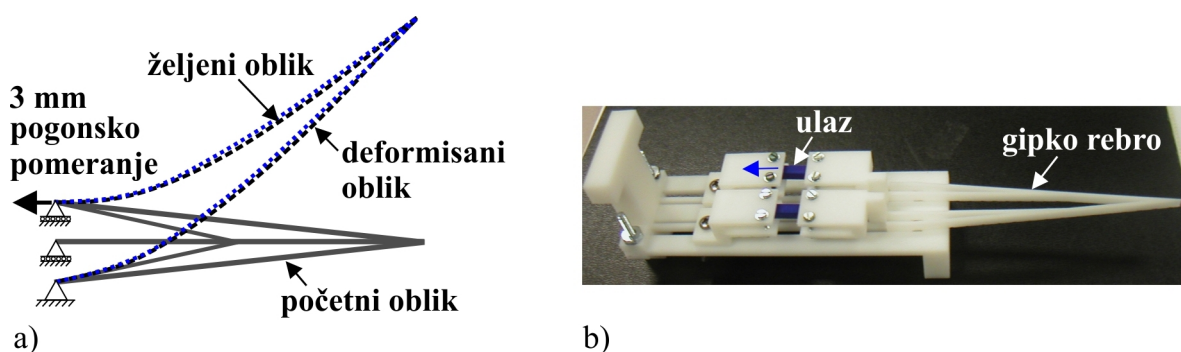 željeni oblik
3 mm
pogonsko
pomeranje
deformisani
oblik
početni oblik
a)
ulaz
gipko rebro
b)